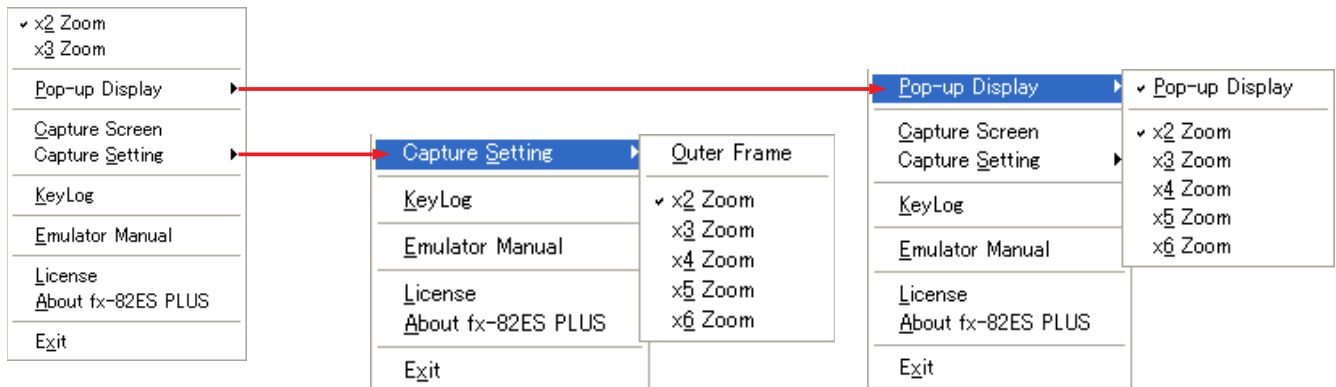 x2 Zoom
x3 Zoom
Pop-up Display
Capture Screen
Capture Setting
KeyLog
Emulator Manual
License
About fx-82ES PLUS
Exit
Capture Setting
KeyLog
Emulator Manual
License
About fx-82ES PLUS
Exit
Outer Frame
x2 Zoom
x3 Zoom
x4 Zoom
x5 Zoom
x6 Zoom
Pop-up Display
Capture Screen
Capture Setting
KeyLog
Emulator Manual
License
About fx-82ES PLUS
Exit
Pop-up Display
x2 Zoom
x3 Zoom
x4 Zoom
x5 Zoom
x6 Zoom